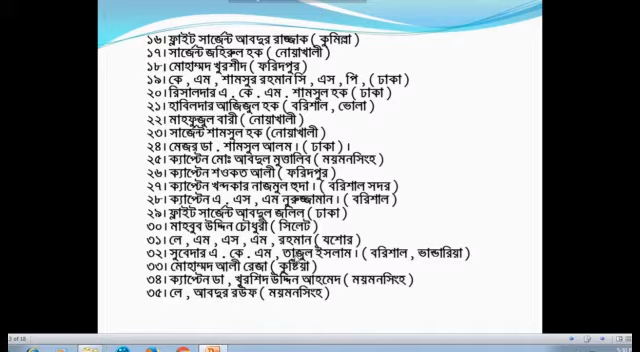 ১৬। ফ্লাইট সার্জেন্ট আবদুর রাজ্জাক ( কুমিল্লা )
১৭। সার্জেন্ট জহিরুল হক ( নোয়াখালী )
১৮। মোহাম্মদ খুরশীদ ( ফরিদপুর )
১৯। কে , এম , শামসুর রহমান সি , এস , পি , ( ঢাকা )
২০। রিসালদার এ . কে . এম . শামসুল হক ( ঢাকা )
২১। হাবিলদার আজিজুল হক ( বরিশাল , ভোলা )
২২। মাহফুজুল বারী ( নোয়াখালী )
২৩। সার্জেন্ট শামসুল হক (নোয়াখালী )
২৪। মেজর ডা . শামসুল আলম । ( ঢাকা ) ।
২৫। ক্যাপ্টেন মোঃ আবদুল মুত্তালিব ( ময়মনসিংহ )
২৬। ক্যাপ্টেন শওকত আলী ( ফরিদপুর )
২৭। ক্যাপ্টেন খন্দকার নাজমুল হুদা । ( বরিশাল সদর )
২৮। ক্যাপ্টেন এ . এস , এম নুরুজ্জামান । ( বরিশাল )
২৯। ফ্লাইট সার্জেন্ট আবদুল জলিল ( ঢাকা )
৩০। মাহবুব উদ্দিন চৌধুরী ( সিলেট )
৩১। লে , এম , এস , এম , রহমান ( যশোর )
৩২। সুবেদার এ . কে . এম , তাজুল ইসলাম । ( বরিশাল , ভান্ডারিয়া )
৩৩। মোহাম্মদ আলী রেজা ( কুষ্টিয়া )
৩৪। ক্যাপ্টেন ডা , খুরশিদ উদ্দিন আহমেদ ( ময়মনসিংহ )
৩৫। লে , আবদুর রউফ ( ময়মনসিংহ )
of 18